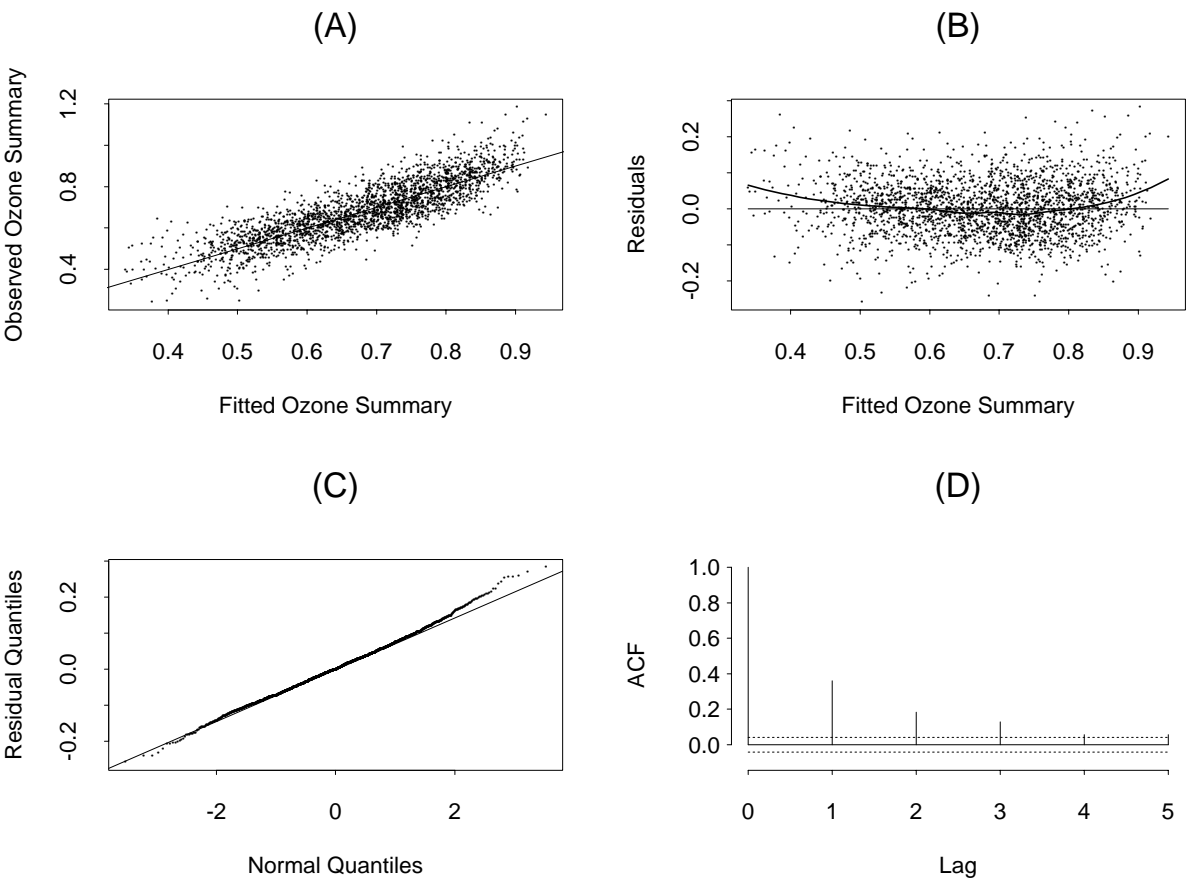 (A)
Observed Ozone Summary
1.2
0.8
0.4
0.4 0.5 0.6 0.7 0.8 0.9
Fitted Ozone Summary
(B)
Residuals
0.2
0.0
-0.2
0.4 0.5 0.6 0.7 0.8 0.9
Fitted Ozone Summary
(C)
Residual Quantiles
0.2
0.0
-0.2
-2 0 2
Normal Quantiles
(D)
ACF
1.0
0.8
0.6
0.4
0.2
0.0
0 1 2 3 4 5
Lag